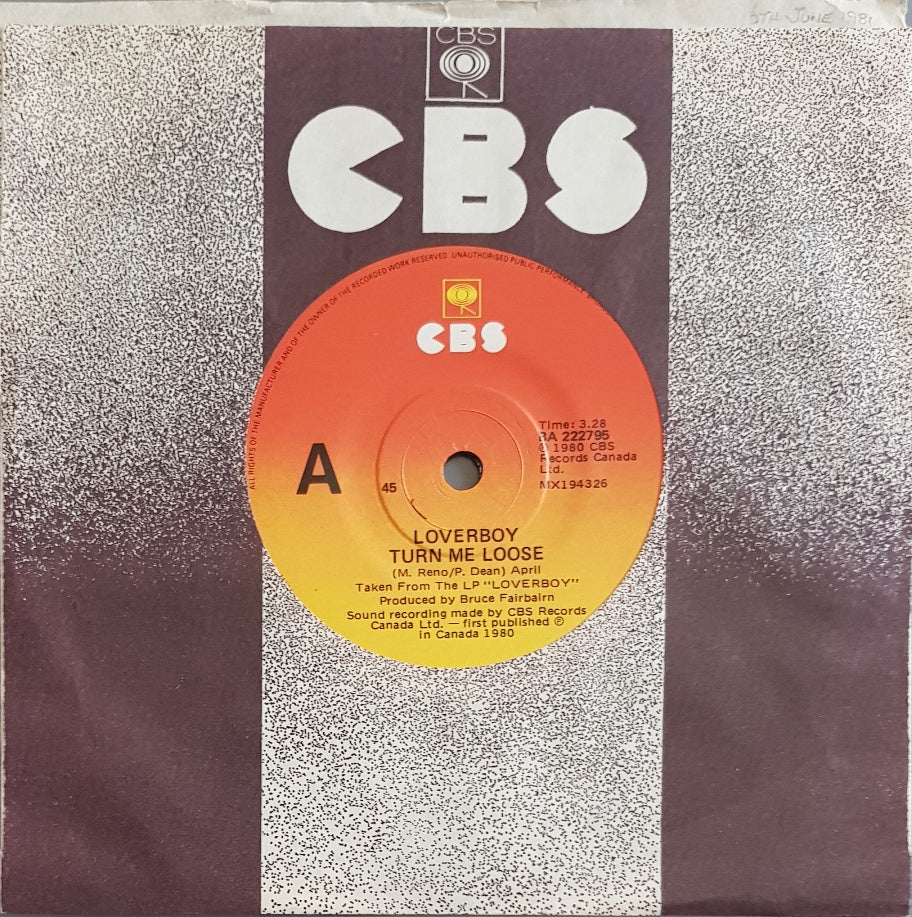 6TH JUNE 1981
CBS
CBS
ALL RIGHTS OF THE MANUFACTURER AND OF THE OWNER OF THE RECORDED WORK RESERVED UNAUTHORISED PUBLIC PERFORMANCE
CBS
A
45
Time: 3.28
RA 222795
℗ 1980 CBS
Records Canada
Ltd.
MX194326
LOVERBOY
TURN ME LOOSE
(M. Reno/P. Dean) April
Taken From The LP "LOVERBOY"
Produced by Bruce Fairbairn
Sound recording made by CBS Records
Canada Ltd. — first published ℗
in Canada 1980